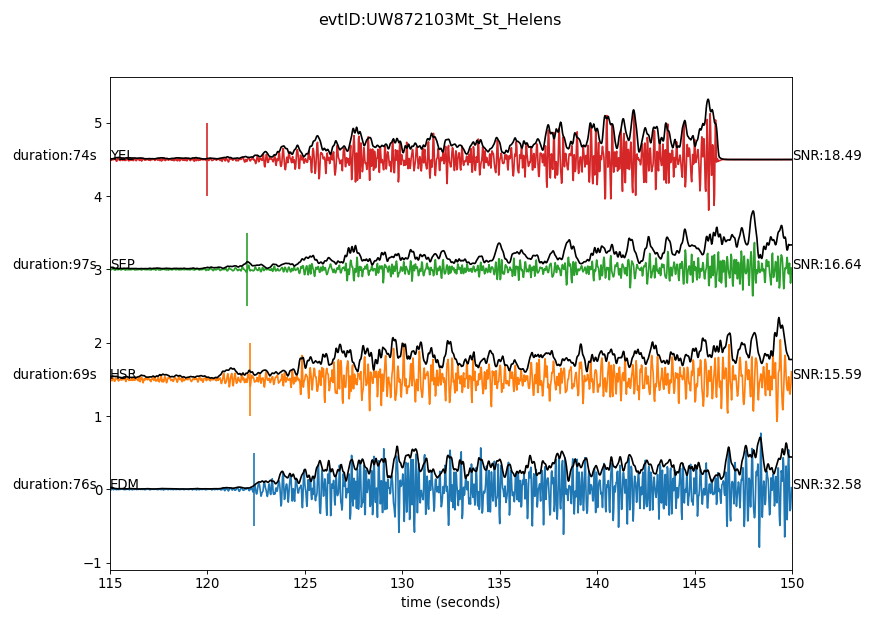 evtID:UW872103Mt_St_Helens
5
duration:74s YEL SNR:18.49
4
duration:97s 3 SEP SNR:16.64
2
duration:69s HSR SNR:15.59
1
duration:76s 0 EDM SNR:32.58
−1
115 120 125 130 135 140 145 150
time (seconds)